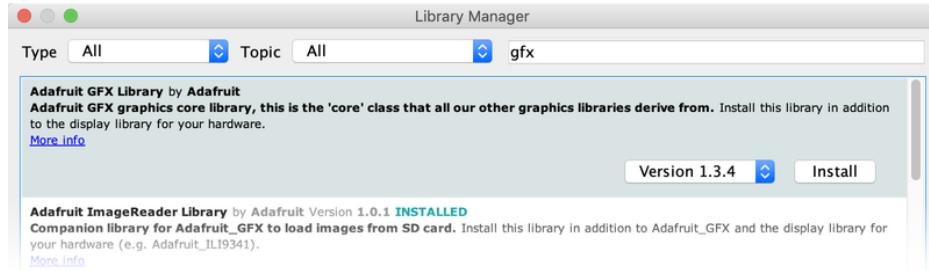 Library Manager
Type All Topic All gfx
Adafruit GFX Library by Adafruit
Adafruit GFX graphics core library, this is the 'core' class that all our other graphics libraries derive from. Install this library in addition
to the display library for your hardware.
More info
Version 1.3.4 Install
Adafruit ImageReader Library by Adafruit Version 1.0.1 INSTALLED
Companion library for Adafruit_GFX to load images from SD card. Install this library in addition to Adafruit_GFX and the display library for
your hardware (e.g. Adafruit_ILI9341).
More info